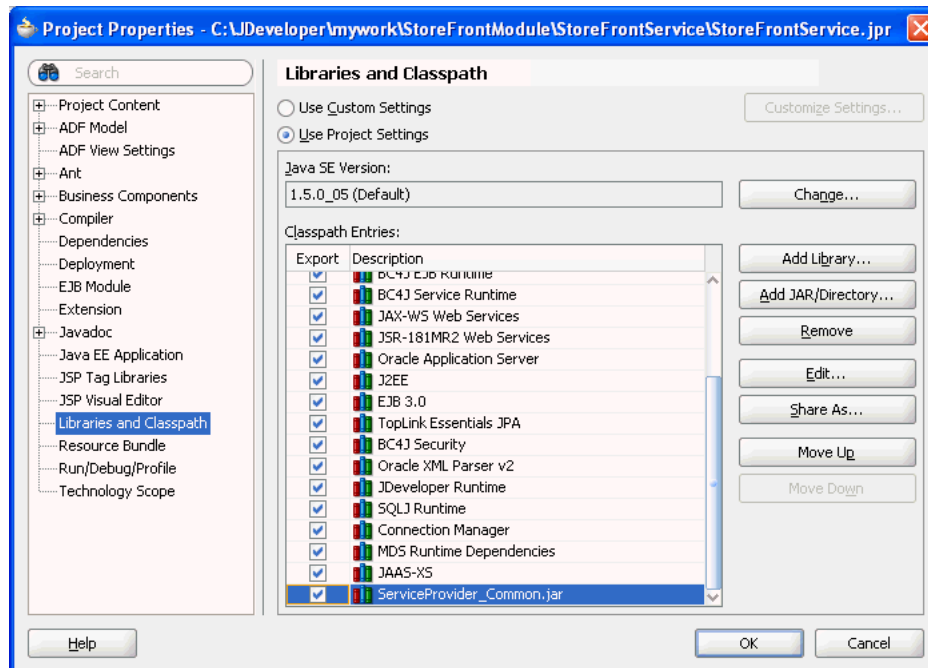 Project Properties - C:\JDeveloper\mywork\StoreFrontModule\StoreFrontService\StoreFrontService.jpr
Search
Project Content
ADF Model
ADF View Settings
Ant
Business Components
Compiler
Dependencies
Deployment
EJB Module
Extension
Javadoc
Java EE Application
JSP Tag Libraries
JSP Visual Editor
Libraries and Classpath
Resource Bundle
Run/Debug/Profile
Technology Scope
Libraries and Classpath
Use Custom Settings
Customize Settings...
Use Project Settings
Java SE Version:
1.5.0_05 (Default)
Change...
Classpath Entries:
Export Description
BC4J EJB Runtime
BC4J Service Runtime
JAX-WS Web Services
JSR-181MR2 Web Services
Oracle Application Server
J2EE
EJB 3.0
TopLink Essentials JPA
BC4J Security
Oracle XML Parser v2
JDeveloper Runtime
SQLJ Runtime
Connection Manager
MDS Runtime Dependencies
JAAS-XS
ServiceProvider_Common.jar
Add Library...
Add JAR/Directory...
Remove
Edit...
Share As...
Move Up
Move Down
Help
OK
Cancel